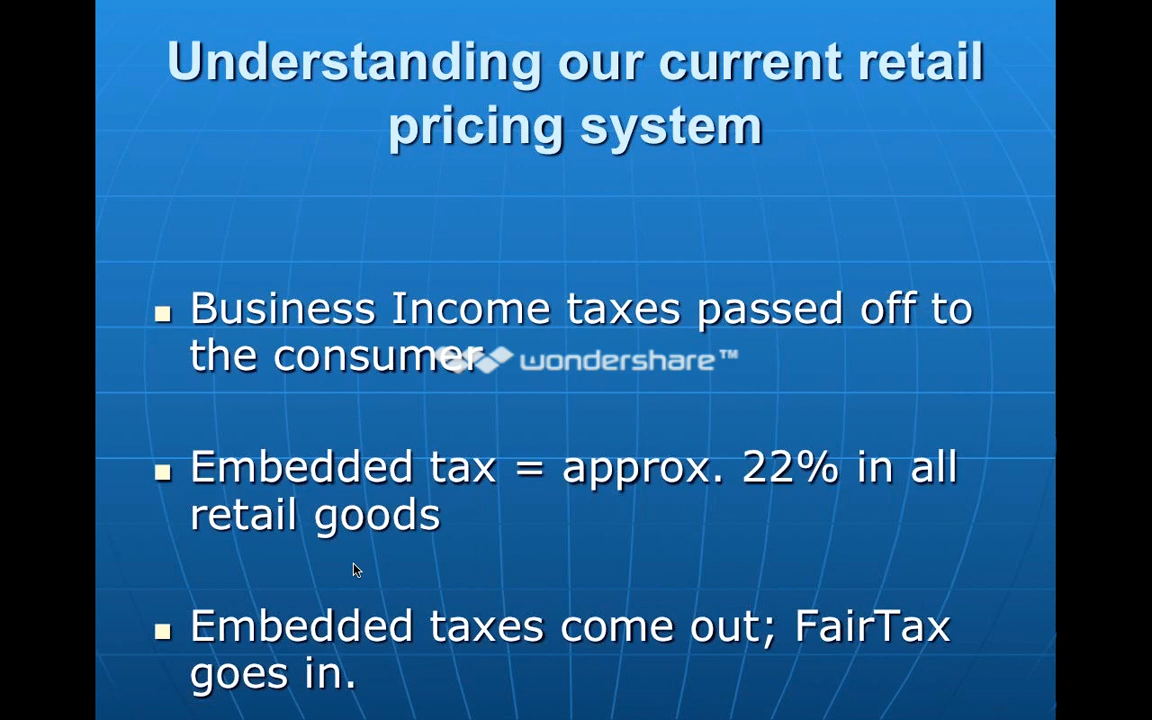 Understanding our current retail
pricing system
Business Income taxes passed off to
the consumer
wondershare™
Embedded tax = approx. 22% in all
retail goods
Embedded taxes come out; FairTax
goes in.